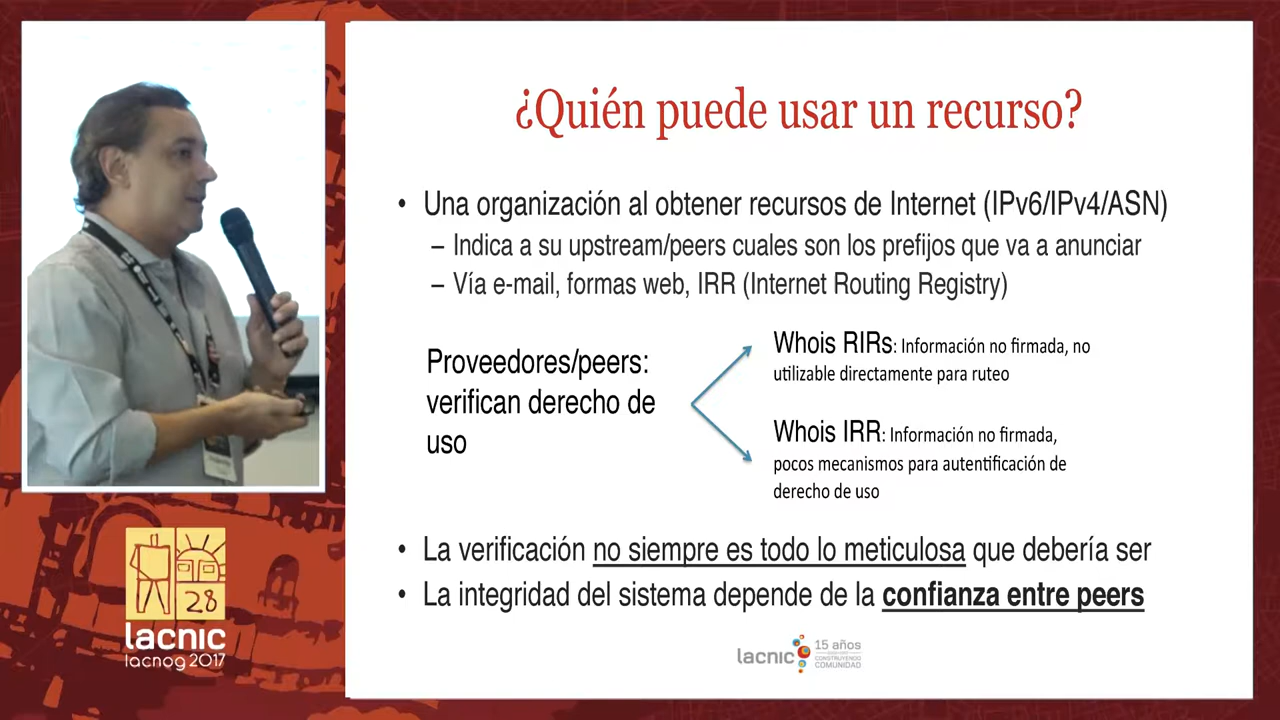 ¿Quién puede usar un recurso?
• Una organización al obtener recursos de Internet (IPv6/IPv4/ASN)
– Indica a su upstream/peers cuales son los prefijos que va a anunciar
– Vía e-mail, formas web, IRR (Internet Routing Registry)
Proveedores/peers:
verifican derecho de
uso
Whois RIRs: Información no firmada, no
utilizable directamente para ruteo
Whois IRR: Información no firmada,
pocos mecanismos para autentificación de
derecho de uso
• La verificación no siempre es todo lo meticulosa que debería ser
• La integridad del sistema depende de la confianza entre peers
28
lacnic
lacnog 2017
lacnic
15 años
CONSTRUYENDO
COMUNIDAD